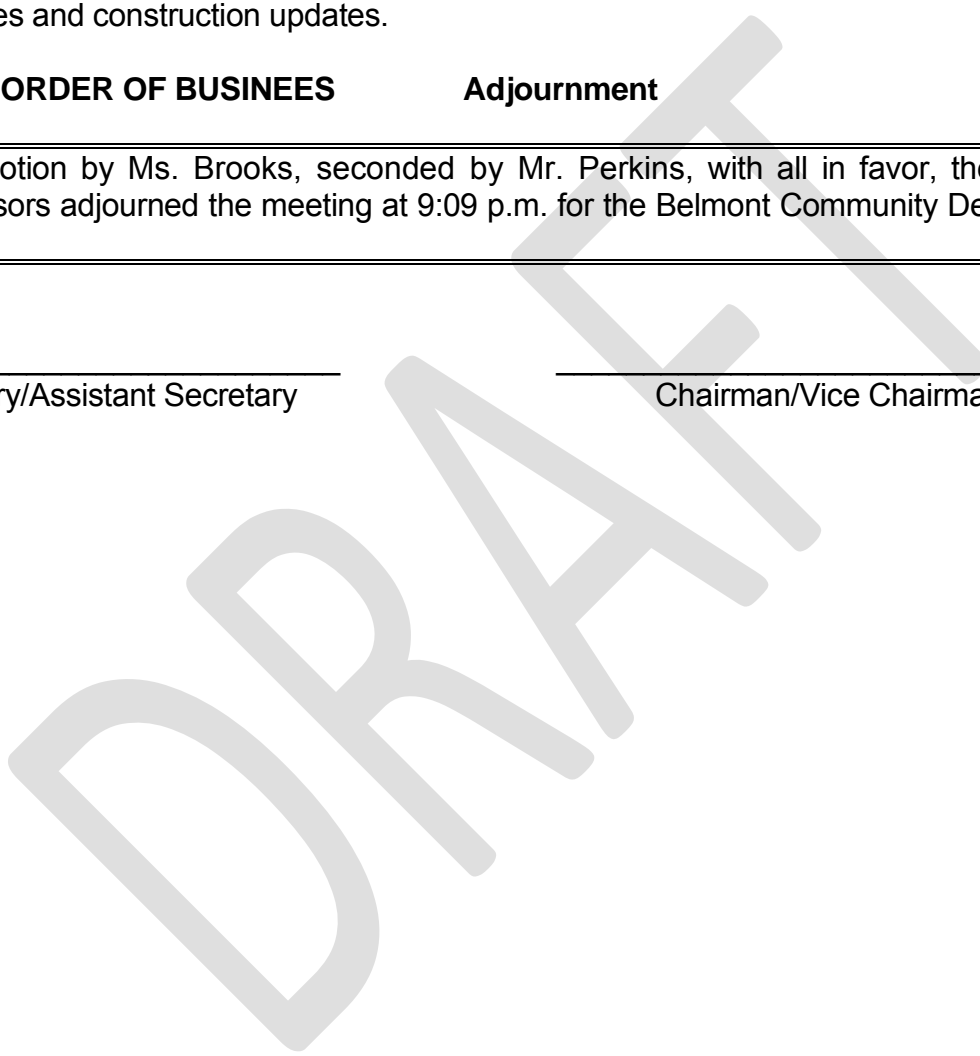 es and construction updates.
ORDER OF BUSINEES Adjournment
otion by Ms. Brooks, seconded by Mr. Perkins, with all in favor, the
sors adjourned the meeting at 9:09 p.m. for the Belmont Community De
ry/Assistant Secretary Chairman/Vice Chairma
DRAFT